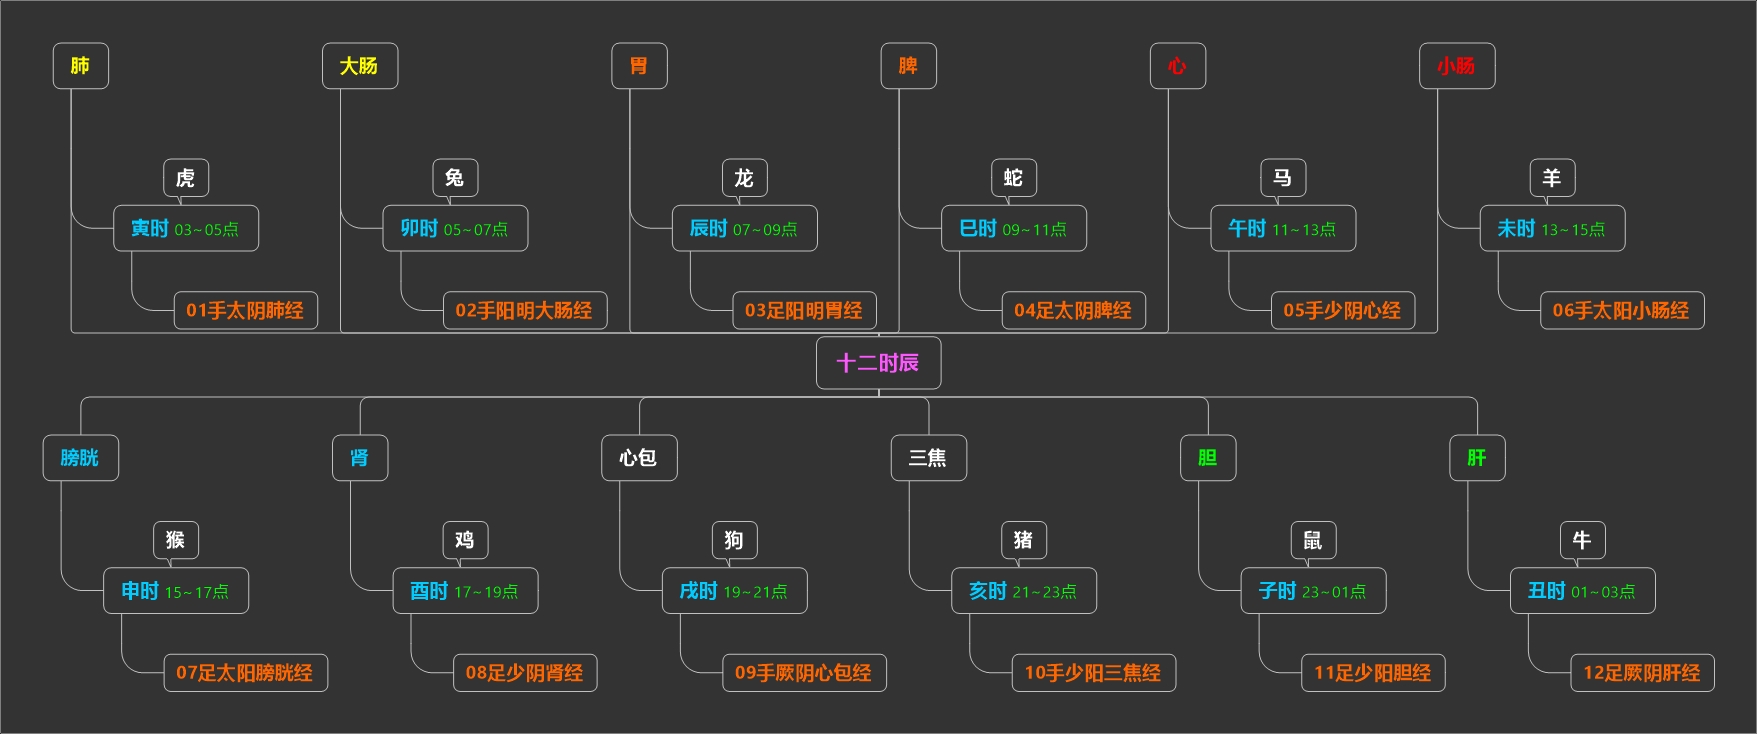 肺
大肠
胃
脾
心
小肠
虎
兔
龙
蛇
马
羊
寅时 03~05点
卯时 05~07点
辰时 07~09点
巳时 09~11点
午时 11~13点
未时 13~15点
01手太阴肺经
02手阳明大肠经
03足阳明胃经
04足太阴脾经
05手少阴心经
06手太阳小肠经
十二时辰
膀胱
肾
心包
三焦
胆
肝
猴
鸡
狗
猪
鼠
牛
申时 15~17点
酉时 17~19点
戌时 19~21点
亥时 21~23点
子时 23~01点
丑时 01~03点
07足太阳膀胱经
08足少阴肾经
09手厥阴心包经
10手少阳三焦经
11足少阳胆经
12足厥阴肝经